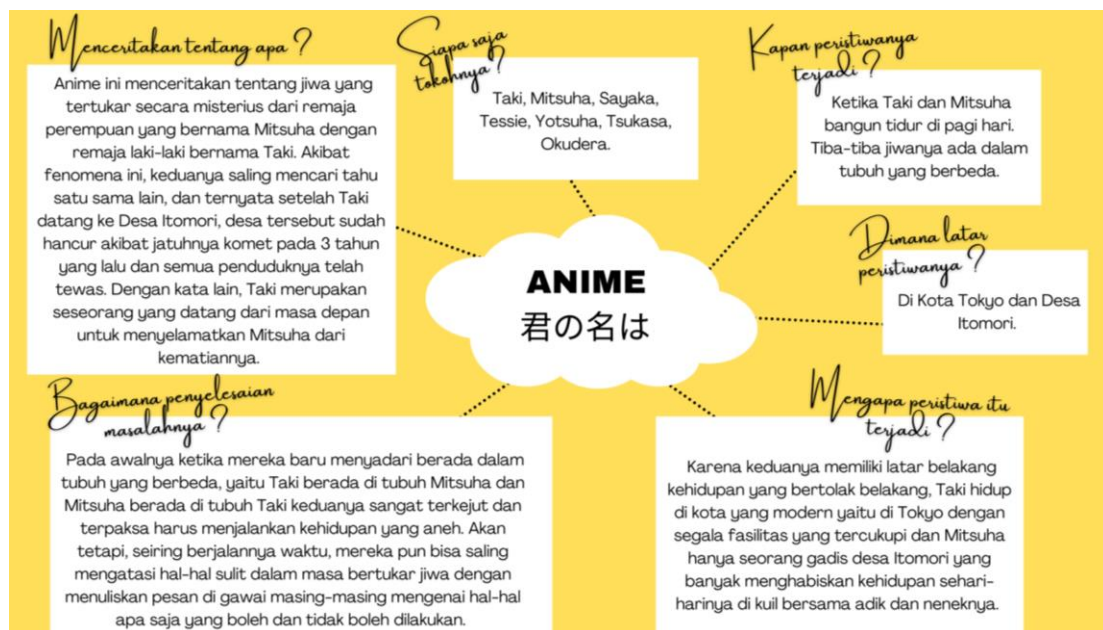 Menceritakan tentang apa ?
Anime ini menceritakan tentang jiwa yang
tertukar secara misterius dari remaja
perempuan yang bernama Mitsuha dengan
remaja laki-laki bernama Taki. Akibat
fenomena ini, keduanya saling mencari tahu
satu sama lain, dan ternyata setelah Taki
datang ke Desa Itomori, desa tersebut sudah
hancur akibat jatuhnya komet pada 3 tahun
yang lalu dan semua penduduknya telah
tewas. Dengan kata lain, Taki merupakan
seseorang yang datang dari masa depan
untuk menyelamatkan Mitsuha dari
kematiannya.
Siapa saja
tokohnya ?
Taki, Mitsuha, Sayaka,
Tessie, Yotsuha, Tsukasa,
Okudera.
Kapan peristiwanya
terjadi ?
Ketika Taki dan Mitsuha
bangun tidur di pagi hari.
Tiba-tiba jiwanya ada dalam
tubuh yang berbeda.
Dimana latar
peristiwanya ?
Di Kota Tokyo dan Desa
Itomori.
ANIME
君の名は
Bagaimana penyelesaian
masalahnya ?
Pada awalnya ketika mereka baru menyadari berada dalam
tubuh yang berbeda, yaitu Taki berada di tubuh Mitsuha dan
Mitsuha berada di tubuh Taki keduanya sangat terkejut dan
terpaksa harus menjalankan kehidupan yang aneh. Akan
tetapi, seiring berjalannya waktu, mereka pun bisa saling
mengatasi hal-hal sulit dalam masa bertukar jiwa dengan
menuliskan pesan di gawai masing-masing mengenai hal-hal
apa saja yang boleh dan tidak boleh dilakukan.
Mengapa peristiwa itu
terjadi ?
Karena keduanya memiliki latar belakang
kehidupan yang bertolak belakang, Taki hidup
di kota yang modern yaitu di Tokyo dengan
segala fasilitas yang tercukupi dan Mitsuha
hanya seorang gadis desa Itomori yang
banyak menghabiskan kehidupan sehari-
harinya di kuil bersama adik dan neneknya.